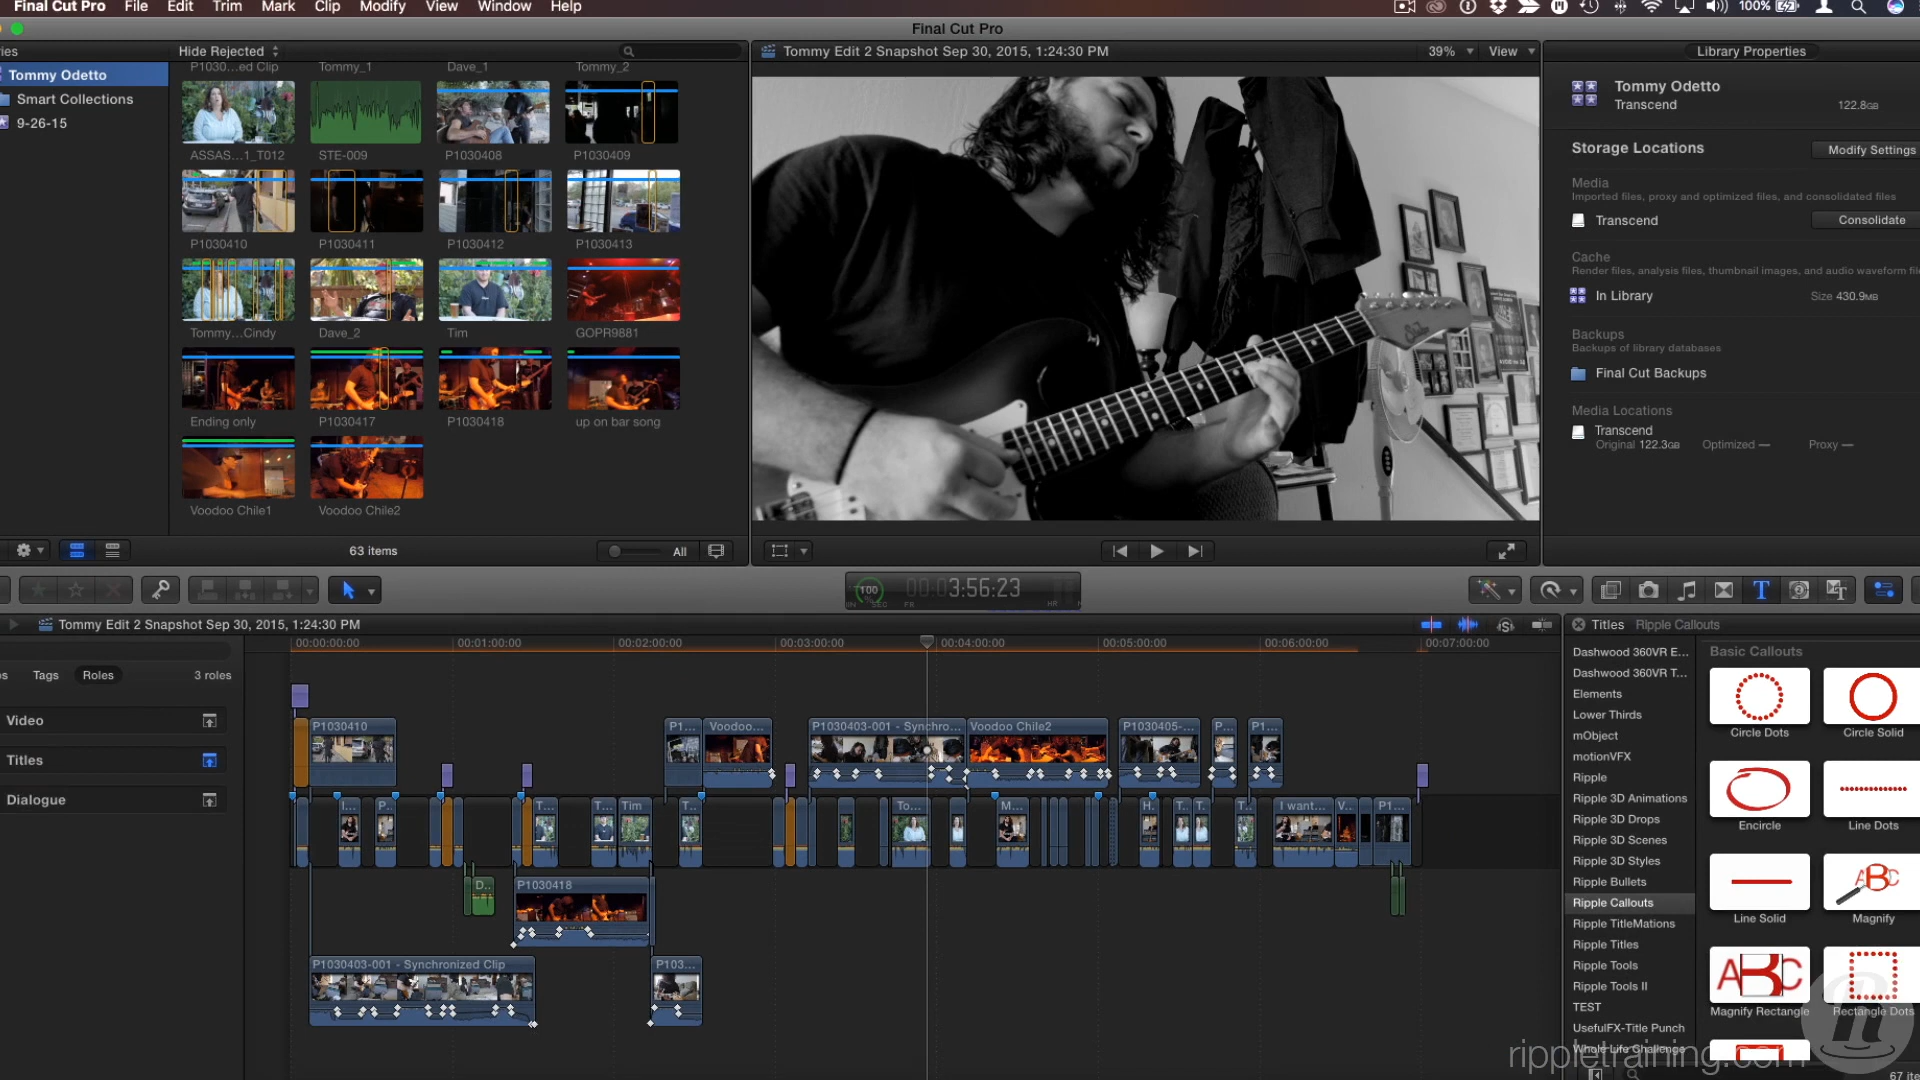 Final Cut Pro File Edit Trim Mark Clip Modify View Window Help 100%
Final Cut Pro
ies Hide Rejected
Tommy Edit 2 Snapshot Sep 30, 2015, 1:24:30 PM 39% View
Library Properties
Tommy Odetto
Smart Collections
9-26-15
P1030...ed Clip Tommy_1 Dave_1 Tommy_2
ASSAS...1_T012 STE-009 P1030408 P1030409
P1030410 P1030411 P1030412 P1030413
Tommy...Cindy Dave_2 Tim GOPR9881
Ending only P1030417 P1030418 up on bar song
Voodoo Chile1 Voodoo Chile2
63 items All
Tommy Odetto
Transcend 122.8GB
Storage Locations Modify Settings
Media
Imported files, proxy and optimized files, and consolidated files
Transcend Consolidate
Cache
Render files, analysis files, thumbnail images, and audio waveform fil
In Library Size 430.9MB
Backups
Backups of library databases
Final Cut Backups
Media Locations
Transcend
Original 122.3GB Optimized — Proxy —
100 00:03:56:23
% SEC FR HR
Tommy Edit 2 Snapshot Sep 30, 2015, 1:24:30 PM
00:00:00:00 00:01:00:00 00:02:00:00 00:03:00:00 00:04:00:00 00:05:00:00 00:06:00:00 00:07:00:00
Tags Roles 3 roles
Video
Titles
Dialogue
P1030410 P1... Voodoo... P1030403-001 - Synchro... Voodoo Chile2 P1030405-... P... P1...
I... P... T... T... Tim T... To... M... H. T.. T.. T.. I want... V... P1...
D.. P1030418
P1030403-001 - Synchronized Clip P103...
Titles Ripple Callouts
Dashwood 360VR E...
Dashwood 360VR T...
Elements
Lower Thirds
mObject
motionVFX
Ripple
Ripple 3D Animations
Ripple 3D Drops
Ripple 3D Scenes
Ripple 3D Styles
Ripple Bullets
Ripple Callouts
Ripple TitleMations
Ripple Titles
Ripple Tools
Ripple Tools II
TEST
UsefulFX-Title Punch
Whole Life Challenge
Basic Callouts
Circle Dots Circle Solid
Encircle Line Dots
ABC
Line Solid Magnify
ABC
Magnify Rectangle Rectangle Dots
rippletraining.com
67 ite